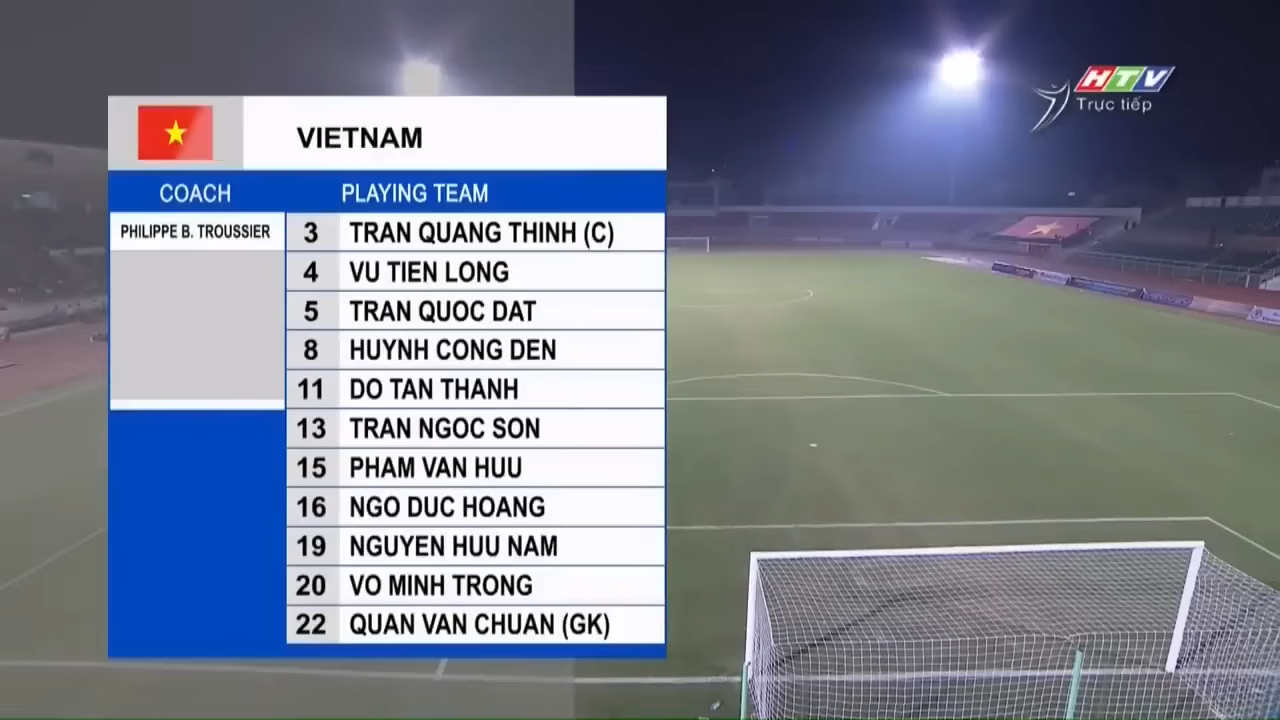 HTV
Trực tiếp
VIETNAM
COACH
PLAYING TEAM
PHILIPPE B. TROUSSIER
3 TRAN QUANG THINH (C)
4 VU TIEN LONG
5 TRAN QUOC DAT
8 HUYNH CONG DEN
11 DO TAN THANH
13 TRAN NGOC SON
15 PHAM VAN HUU
16 NGO DUC HOANG
19 NGUYEN HUU NAM
20 VO MINH TRONG
22 QUAN VAN CHUAN (GK)